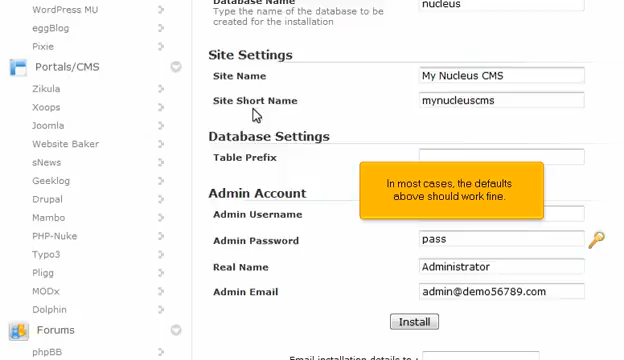 WordPress MU
eggBlog
Pixie
Portals/CMS
Zikula
Xoops
Joomla
Website Baker
sNews
Geeklog
Drupal
Mambo
PHP-Nuke
Typo3
Pligg
MODx
Dolphin
Forums
phpBB
Database Name
nucleus
Type the name of the database to be
created for the installation
Site Settings
Site Name
My Nucleus CMS
Site Short Name
mynucleuscms
Database Settings
Table Prefix
In most cases, the defaults
above should work fine.
Admin Account
Admin Username
Admin Password
pass
Real Name
Administrator
Admin Email
admin@demo56789.com
Install
Email installation details to :